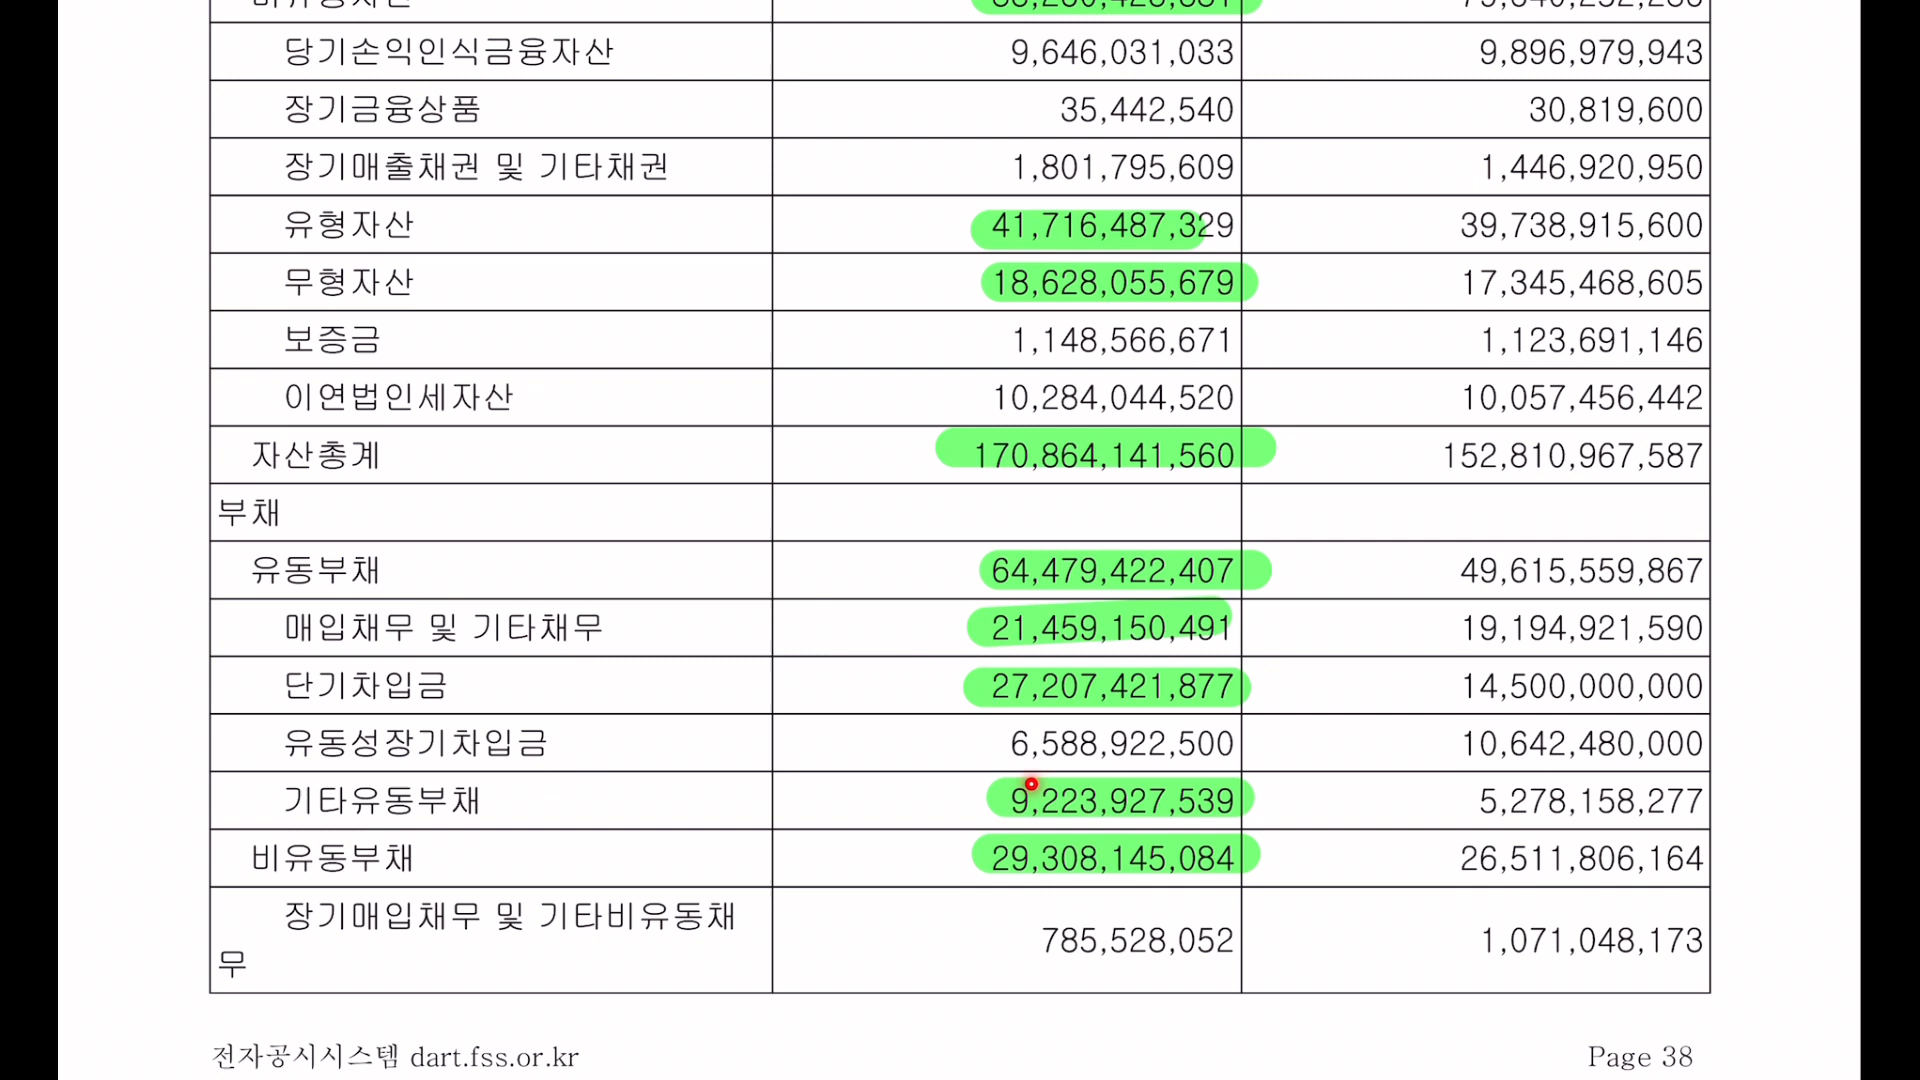 당기손익인식금융자산 9,646,031,033 9,896,979,943
장기금융상품 35,442,540 30,819,600
장기매출채권 및 기타채권 1,801,795,609 1,446,920,950
유형자산 41,716,487,329 39,738,915,600
무형자산 18,628,055,679 17,345,468,605
보증금 1,148,566,671 1,123,691,146
이연법인세자산 10,284,044,520 10,057,456,442
자산총계 170,864,141,560 152,810,967,587
부채
유동부채 64,479,422,407 49,615,559,867
매입채무 및 기타채무 21,459,150,491 19,194,921,590
단기차입금 27,207,421,877 14,500,000,000
유동성장기차입금 6,588,922,500 10,642,480,000
기타유동부채 9,223,927,539 5,278,158,277
비유동부채 29,308,145,084 26,511,806,164
장기매입채무 및 기타비유동채
무 785,528,052 1,071,048,173
전자공시시스템 dart.fss.or.kr Page 38